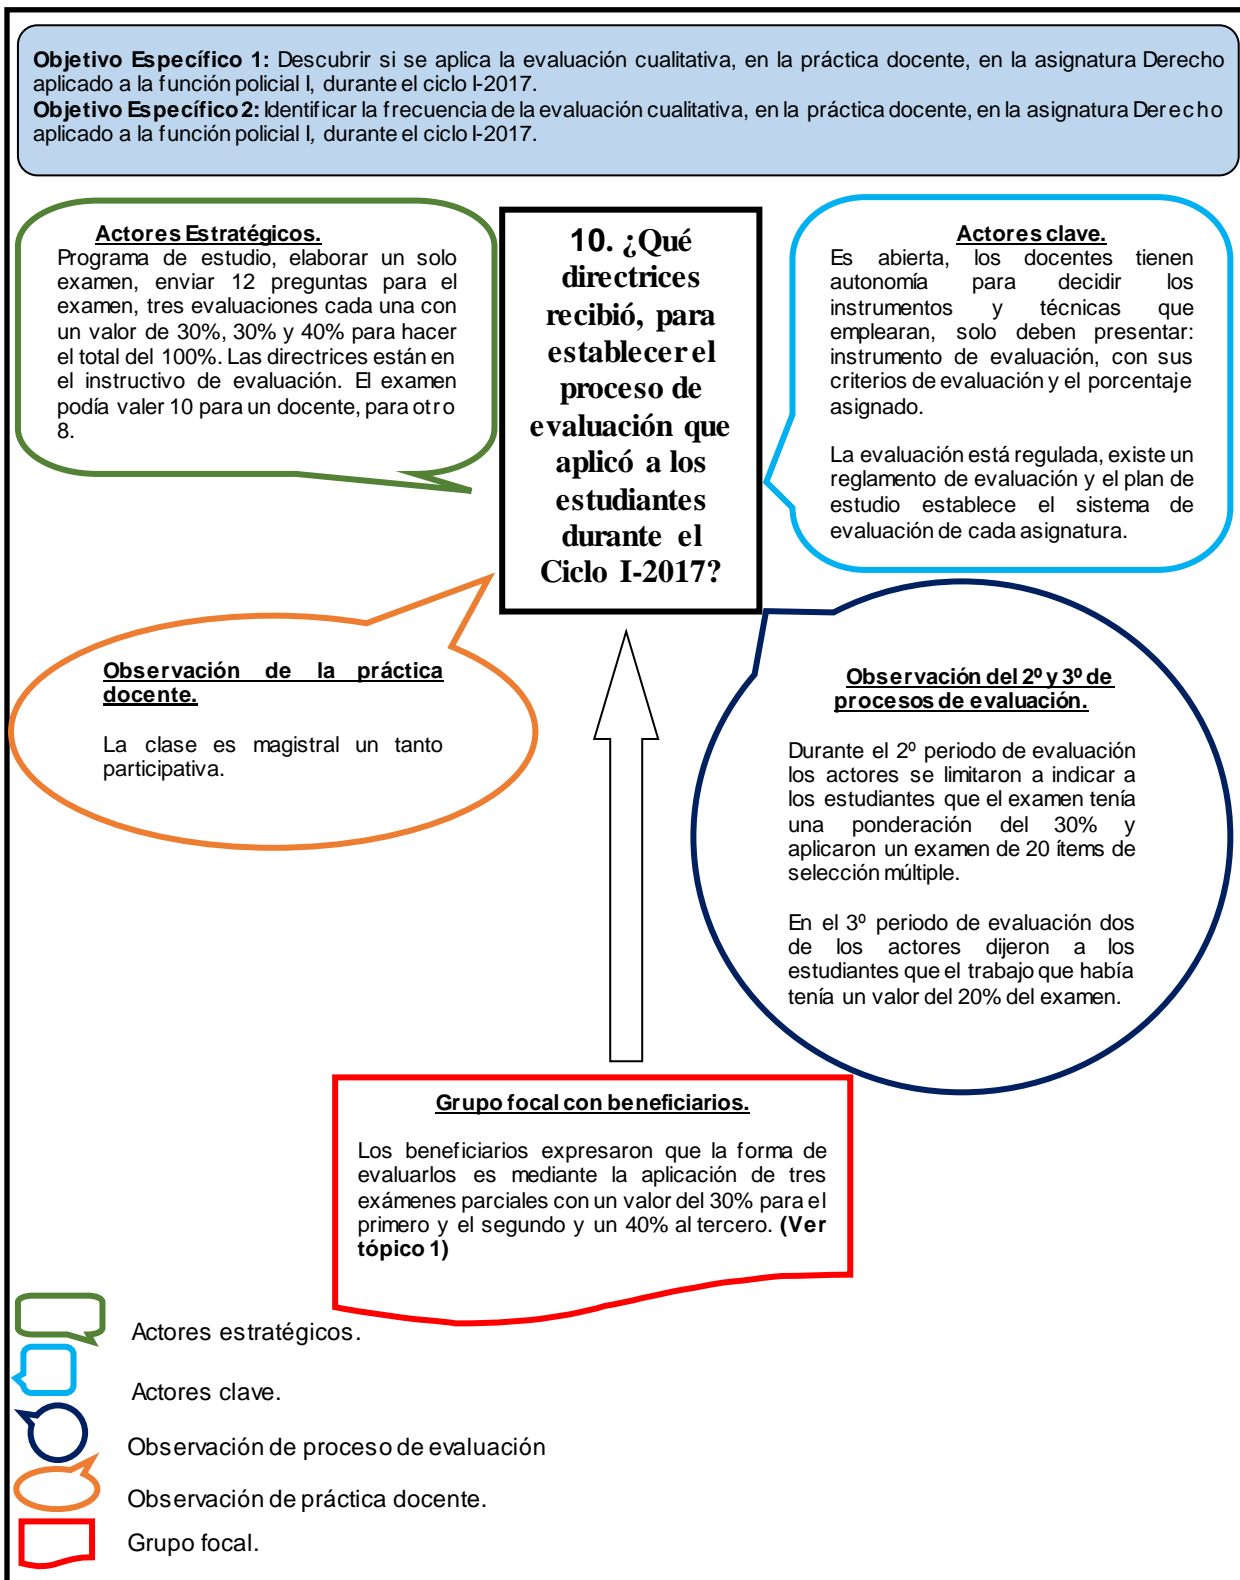 Objetivo Específico 1: Descubrir si se aplica la evaluación cualitativa, en la práctica docente, en la asignatura Derecho
aplicado a la función policial I, durante el ciclo I-2017.
Objetivo Específico 2: Identificar la frecuencia de la evaluación cualitativa, en la práctica docente, en la asignatura Derecho
aplicado a la función policial I, durante el ciclo I-2017.
Actores Estratégicos.
Programa de estudio, elaborar un solo
examen, enviar 12 preguntas para el
examen, tres evaluaciones cada una con
un valor de 30%, 30% y 40% para hacer
el total del 100%. Las directrices están en
el instructivo de evaluación. El examen
podía valer 10 para un docente, para otro
8.
10. ¿Qué
directrices
recibió, para
establecer el
proceso de
evaluación que
aplicó a los
estudiantes
durante el
Ciclo I-2017?
Actores clave.
Es abierta, los docentes tienen
autonomía para decidir los
instrumentos y técnicas que
emplearan, solo deben presentar:
instrumento de evaluación, con sus
criterios de evaluación y el porcentaje
asignado.
La evaluación está regulada, existe un
reglamento de evaluación y el plan de
estudio establece el sistema de
evaluación de cada asignatura.
Observación de la práctica
docente.
La clase es magistral un tanto
participativa.
Observación del 2º y 3º de
procesos de evaluación.
Durante el 2º periodo de evaluación
los actores se limitaron a indicar a
los estudiantes que el examen tenía
una ponderación del 30% y
aplicaron un examen de 20 ítems de
selección múltiple.
En el 3º periodo de evaluación dos
de los actores dijeron a los
estudiantes que el trabajo que había
tenía un valor del 20% del examen.
Grupo focal con beneficiarios.
Los beneficiarios expresaron que la forma de
evaluarlos es mediante la aplicación de tres
exámenes parciales con un valor del 30% para el
primero y el segundo y un 40% al tercero. (Ver
tópico 1)
Actores estratégicos.
Actores clave.
Observación de proceso de evaluación
Observación de práctica docente.
Grupo focal.